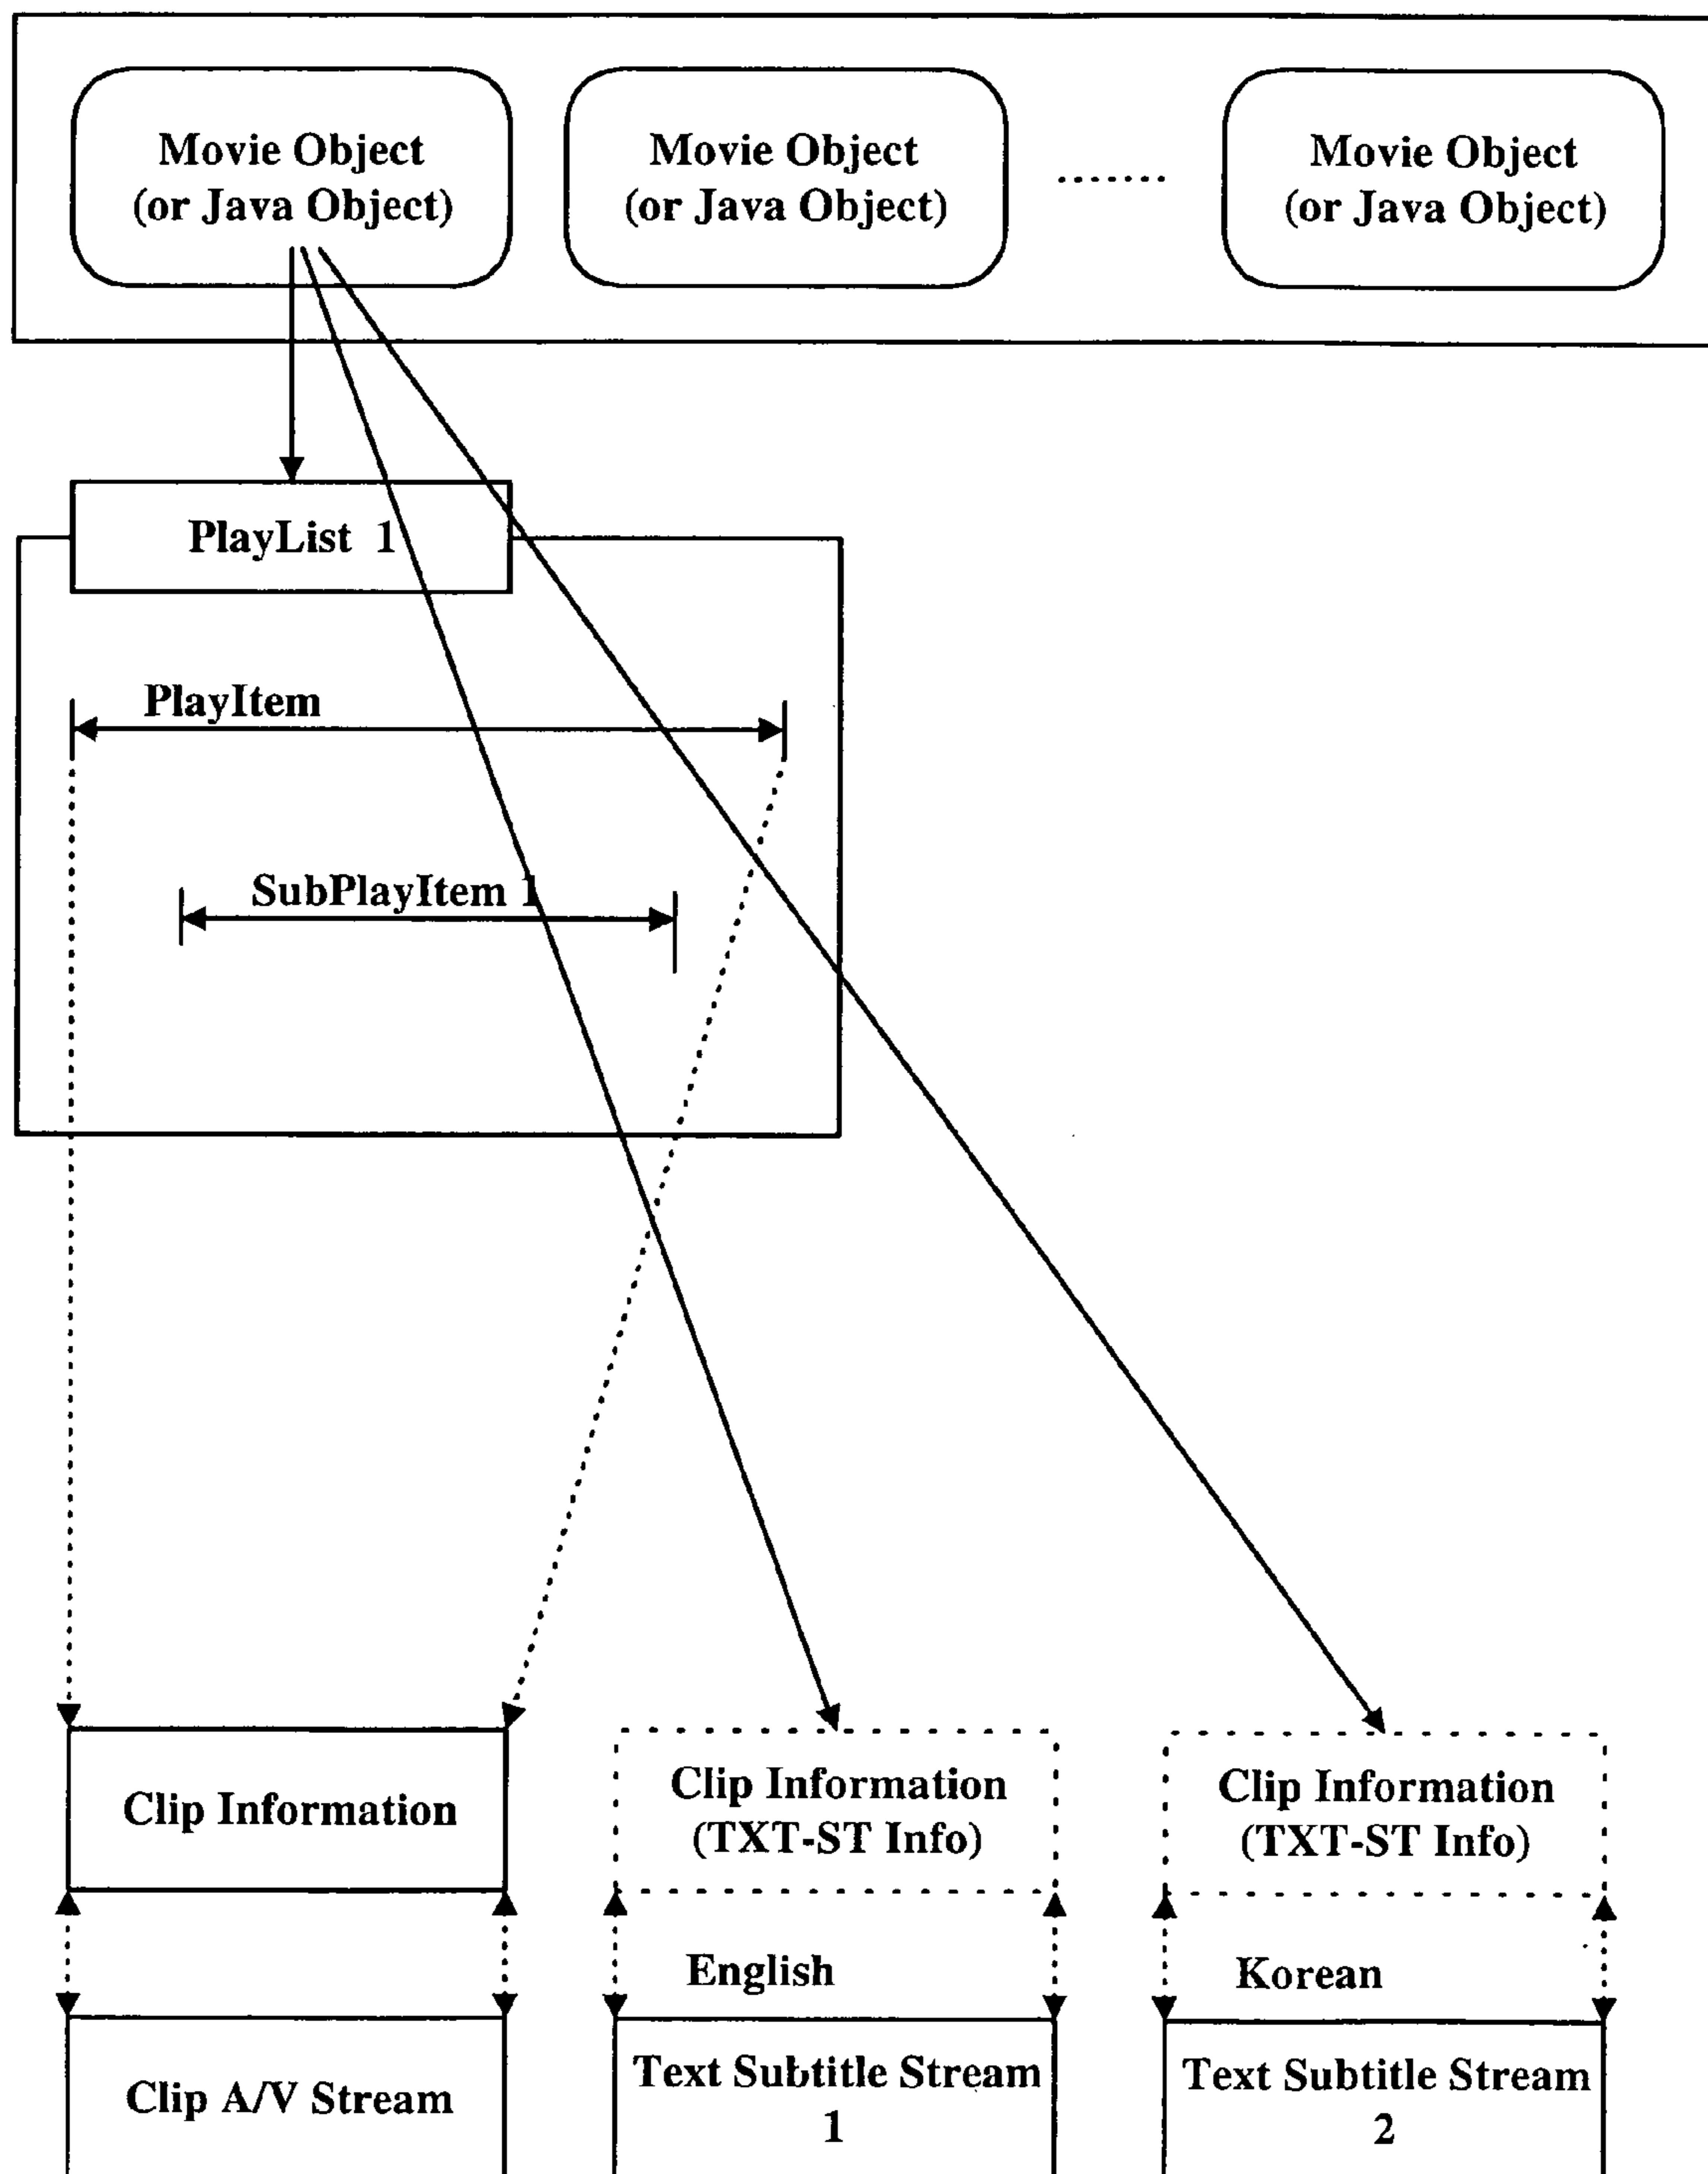 Movie Object
(or Java Object)
Movie Object
(or Java Object)
Movie Object
(or Java Object)
PlayList 1
PlayItem
SubPlayItem 1
Clip Information
Clip Information
(TXT-ST Info)
Clip Information
(TXT-ST Info)
English
Korean
Clip A/V Stream
Text Subtitle Stream
1
Text Subtitle Stream
2